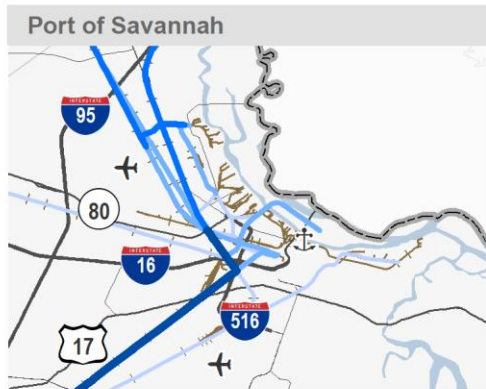 Port of Savannah
INTERSTATE
95
80
INTERSTATE
16
INTERSTATE
516
17